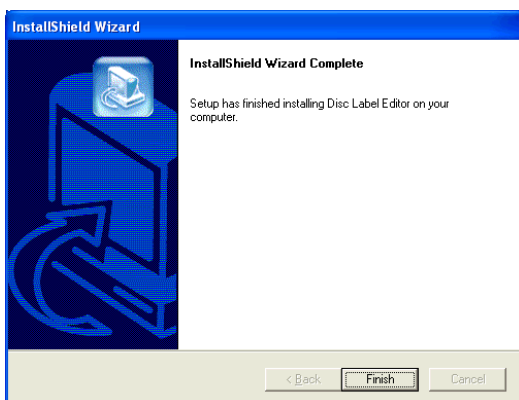 InstallShield Wizard
InstallShield Wizard Complete
Setup has finished installing Disc Label Editor on your
computer.
< Back
Finish
Cancel